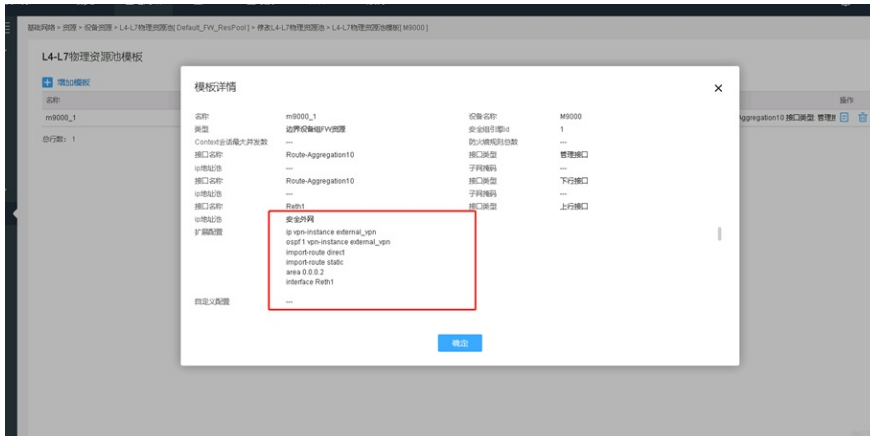 基础网络 > 资源 > 设备资源 > L4-L7物理资源池[ Default_FW_ResPool ] > 修改L4-L7物理资源池 > L4-L7物理资源池模板[ M9000 ]
L4-L7物理资源池模板
增加模板
名称
操作
m9000_1
Aggregation10 接口类型: 管理接
总行数: 1
模板详情
名称 m9000_1 设备名称 M9000
类型 边界设备组FW资源 安全组引擎Id 1
Context会话最大并发数 --- 防火墙规则总数 ---
接口名称 Route-Aggregation10 接口类型 管理接口
ip地址池 --- 子网掩码 ---
接口名称 Route-Aggregation10 接口类型 下行接口
ip地址池 --- 子网掩码 ---
接口名称 Reth1 接口类型 上行接口
ip地址池 安全外网
扩展配置 ip vpn-instance external_vpn
ospf 1 vpn-instance external_vpn
import-route direct
import-route static
area 0.0.0.2
interface Reth1
自定义配置 ---
确定